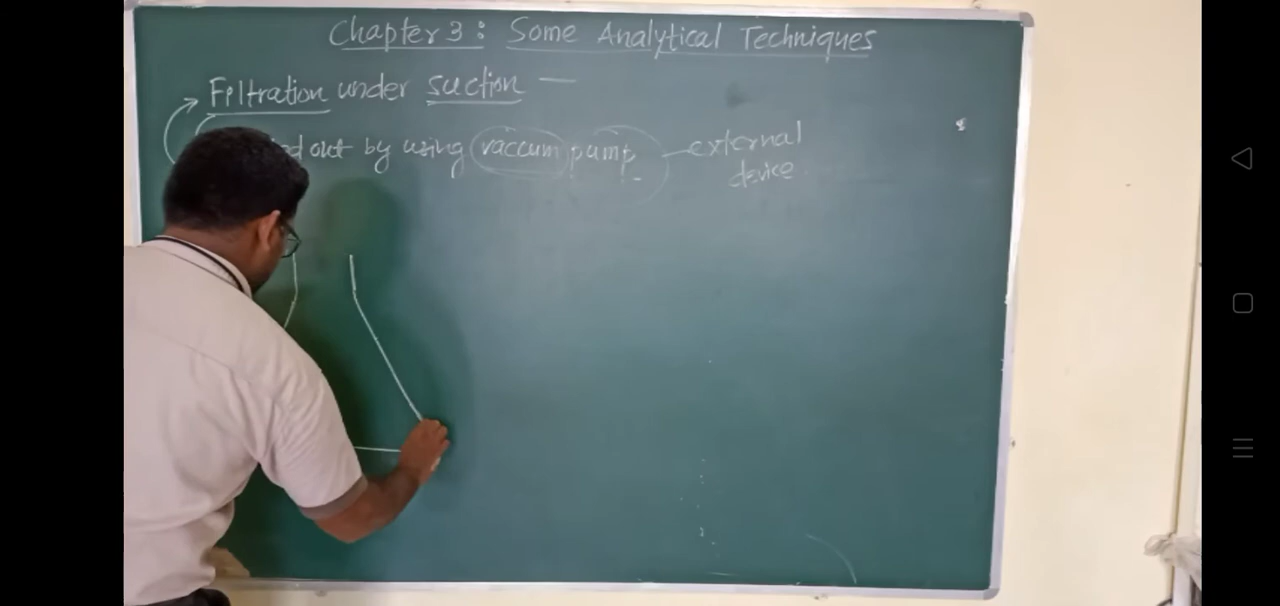 Chapter 3 : Some Analytical Techniques
Filtration under suction —
out by using vaccum pump — external
device